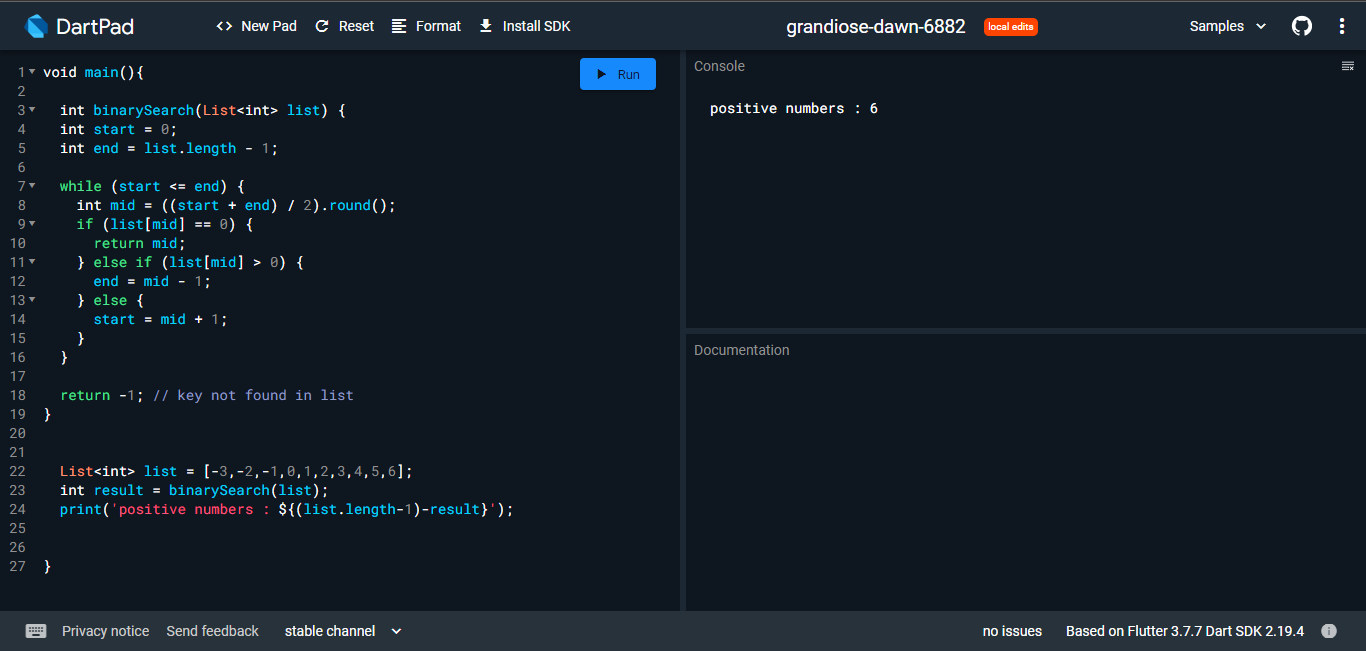 DartPad
<> New Pad
Reset
Format
Install SDK
grandiose-dawn-6882
local edits
Samples
1 void main(){
2
3   int binarySearch(List<int> list) {
4   int start = 0;
5   int end = list.length - 1;
6
7   while (start <= end) {
8     int mid = ((start + end) / 2).round();
9     if (list[mid] == 0) {
10       return mid;
11     } else if (list[mid] > 0) {
12       end = mid - 1;
13     } else {
14       start = mid + 1;
15     }
16   }
17
18   return -1; // key not found in list
19 }
20
21
22   List<int> list = [-3,-2,-1,0,1,2,3,4,5,6];
23   int result = binarySearch(list);
24   print('positive numbers : ${(list.length-1)-result}');
25
26
27 }
Run
Console
positive numbers : 6
Documentation
Privacy notice
Send feedback
stable channel
no issues
Based on Flutter 3.7.7 Dart SDK 2.19.4